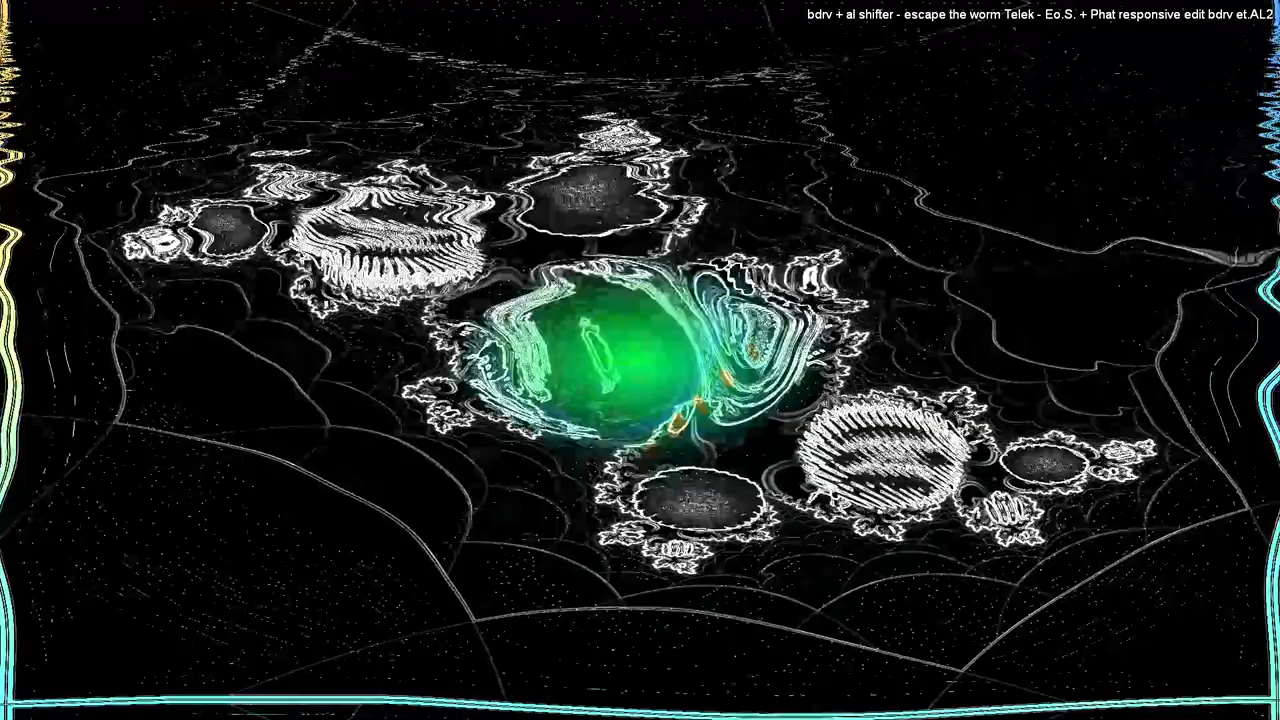 bdrv + al shifter - escape the worm Telek - Eo.S. + Phat responsive edit bdrv et.AL2